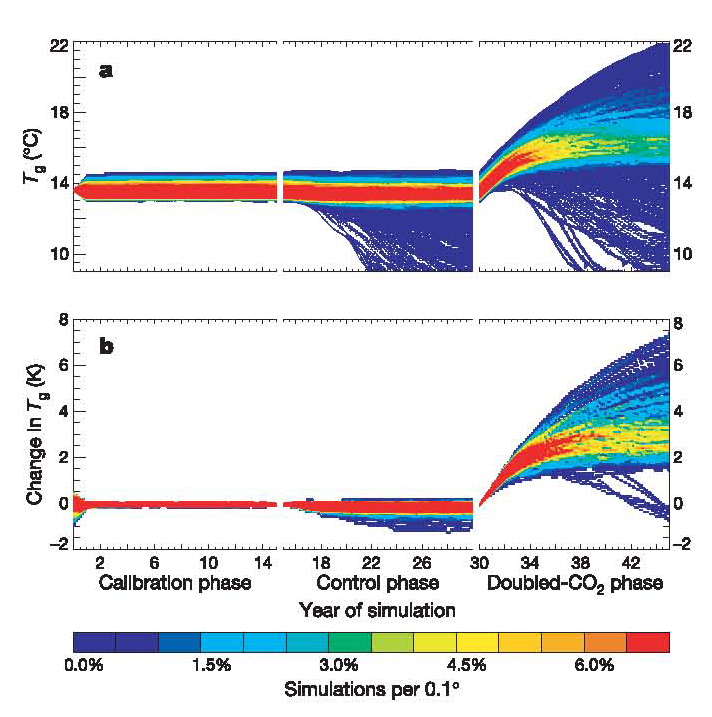 a
22 18 14 10
Tg (°C)
22 18 14 10
b
8 6 4 2 0 −2
Change in Tg (K)
8 6 4 2 0 −2
2 6 10 14 18 22 26 30 34 38 42
Calibration phase Control phase Doubled-CO2 phase
Year of simulation
0.0% 1.5% 3.0% 4.5% 6.0%
Simulations per 0.1°